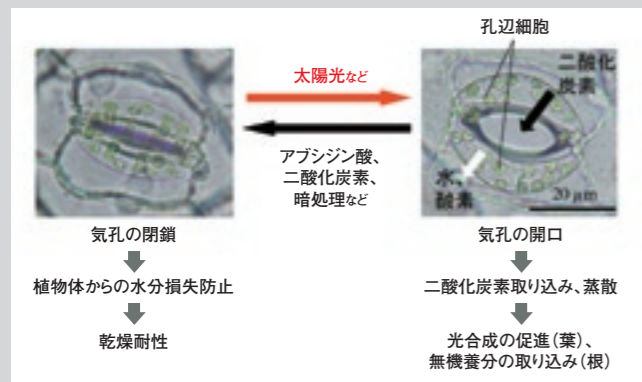 孔辺細胞
太陽光など
二酸化
炭素
アブシジン酸、
二酸化炭素、
暗処理など
水、
酸素
20 μm
気孔の閉鎖
気孔の開口
植物体からの水分損失防止
二酸化炭素取り込み、蒸散
乾燥耐性
光合成の促進(葉)、
無機養分の取り込み(根)